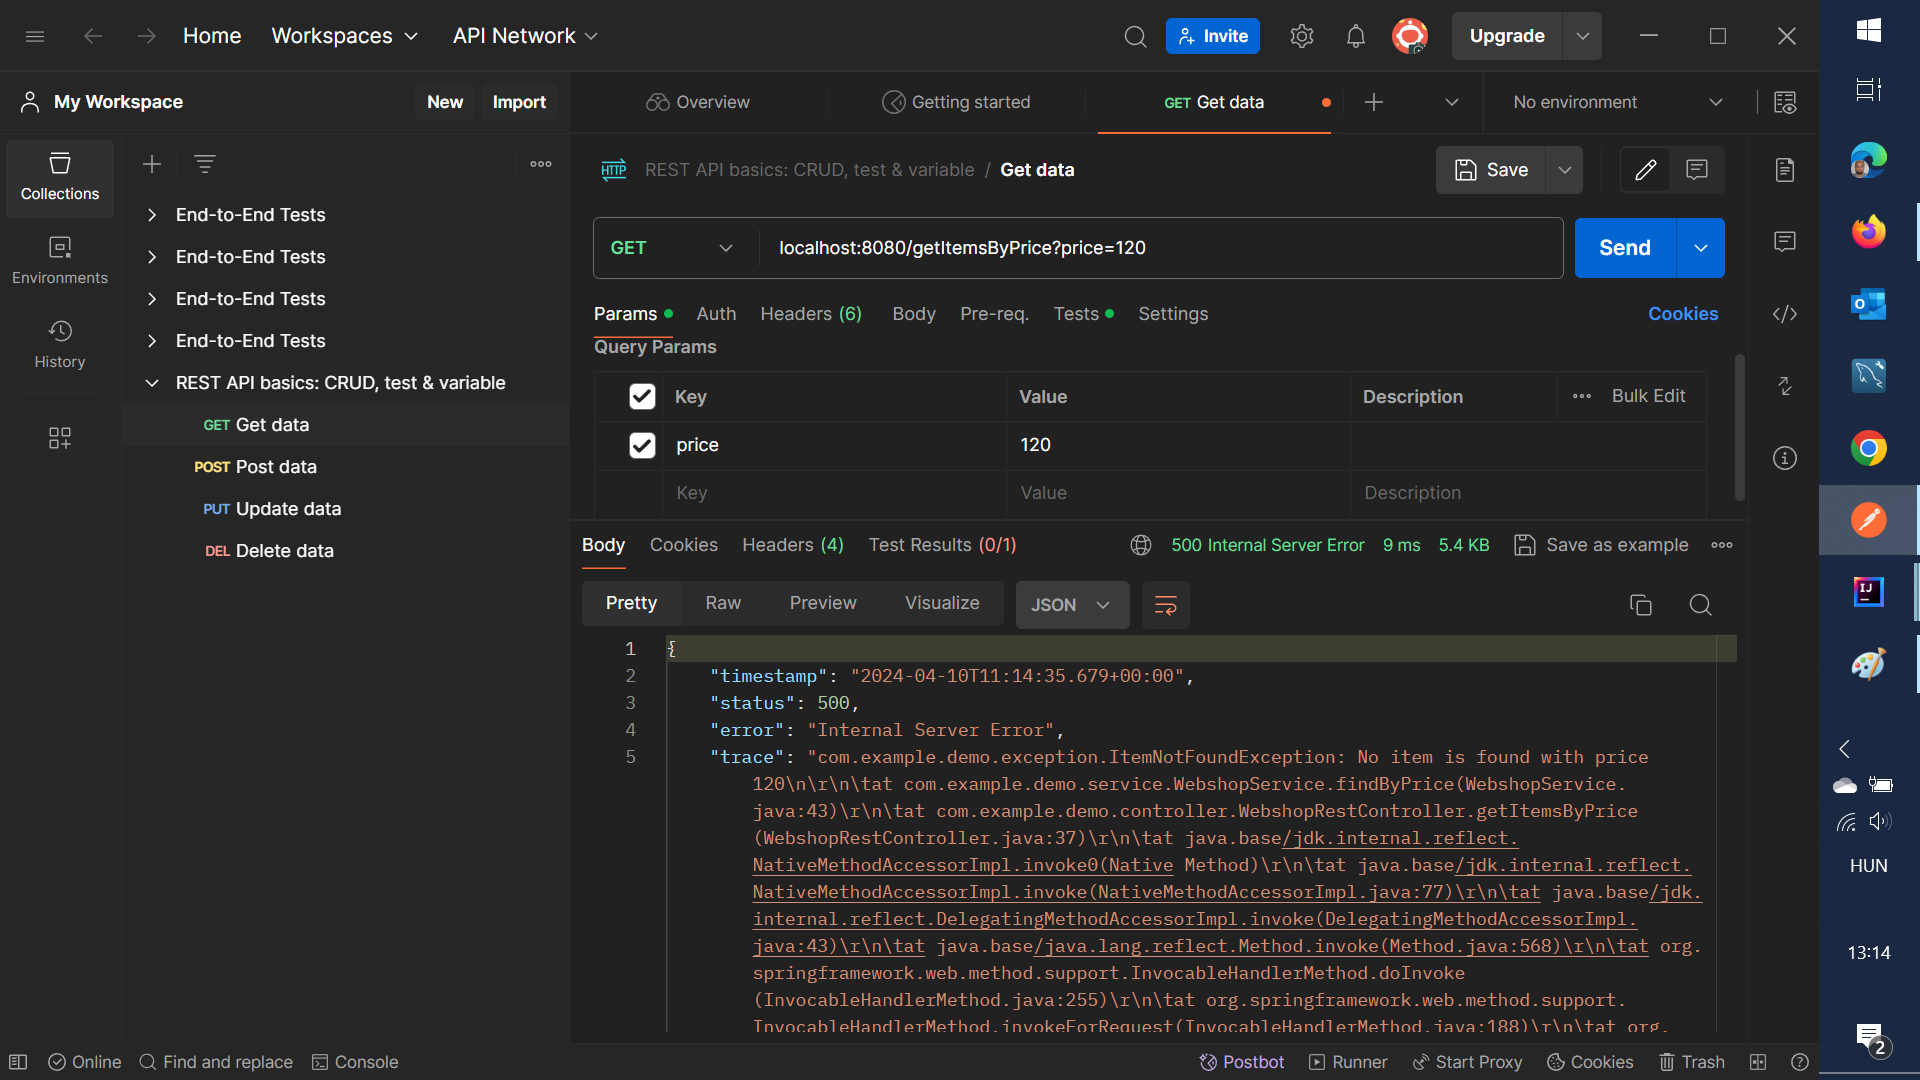 Home
Workspaces
API Network
Invite
Upgrade
My Workspace
New
Import
Overview
Getting started
GET Get data
No environment
Collections
Environments
History
End-to-End Tests
End-to-End Tests
End-to-End Tests
End-to-End Tests
REST API basics: CRUD, test & variable
GET Get data
POST Post data
PUT Update data
DEL Delete data
HTTP
REST API basics: CRUD, test & variable / Get data
Save
GET
localhost:8080/getItemsByPrice?price=120
Send
Params
Auth
Headers (6)
Body
Pre-req.
Tests
Settings
Cookies
Query Params
Key
Value
Description
Bulk Edit
price
120
Key
Value
Description
Body
Cookies
Headers (4)
Test Results (0/1)
500 Internal Server Error
9 ms
5.4 KB
Save as example
Pretty
Raw
Preview
Visualize
JSON
1 {
2 "timestamp": "2024-04-10T11:14:35.679+00:00",
3 "status": 500,
4 "error": "Internal Server Error",
5 "trace": "com.example.demo.exception.ItemNotFoundException: No item is found with price
120\n\r\n\tat com.example.demo.service.WebshopService.findByPrice(WebshopService.
java:43)\r\n\tat com.example.demo.controller.WebshopRestController.getItemsByPrice
(WebshopRestController.java:37)\r\n\tat java.base/jdk.internal.reflect.
NativeMethodAccessorImpl.invoke0(Native Method)\r\n\tat java.base/jdk.internal.reflect.
NativeMethodAccessorImpl.invoke(NativeMethodAccessorImpl.java:77)\r\n\tat java.base/jdk.
internal.reflect.DelegatingMethodAccessorImpl.invoke(DelegatingMethodAccessorImpl.
java:43)\r\n\tat java.base/java.lang.reflect.Method.invoke(Method.java:568)\r\n\tat org.
springframework.web.method.support.InvocableHandlerMethod.doInvoke
(InvocableHandlerMethod.java:255)\r\n\tat org.springframework.web.method.support.
InvocableHandlerMethod.invokeForRequest(InvocableHandlerMethod.java:188)\r\n\tat org.
Online
Find and replace
Console
Postbot
Runner
Start Proxy
Cookies
Trash
IJ
HUN
13:14
2